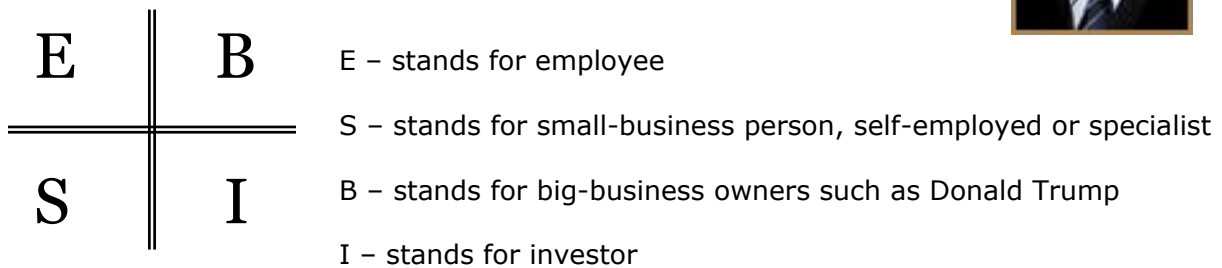 E B
S I
E – stands for employee
S – stands for small-business person, self-employed or specialist
B – stands for big-business owners such as Donald Trump
I – stands for investor